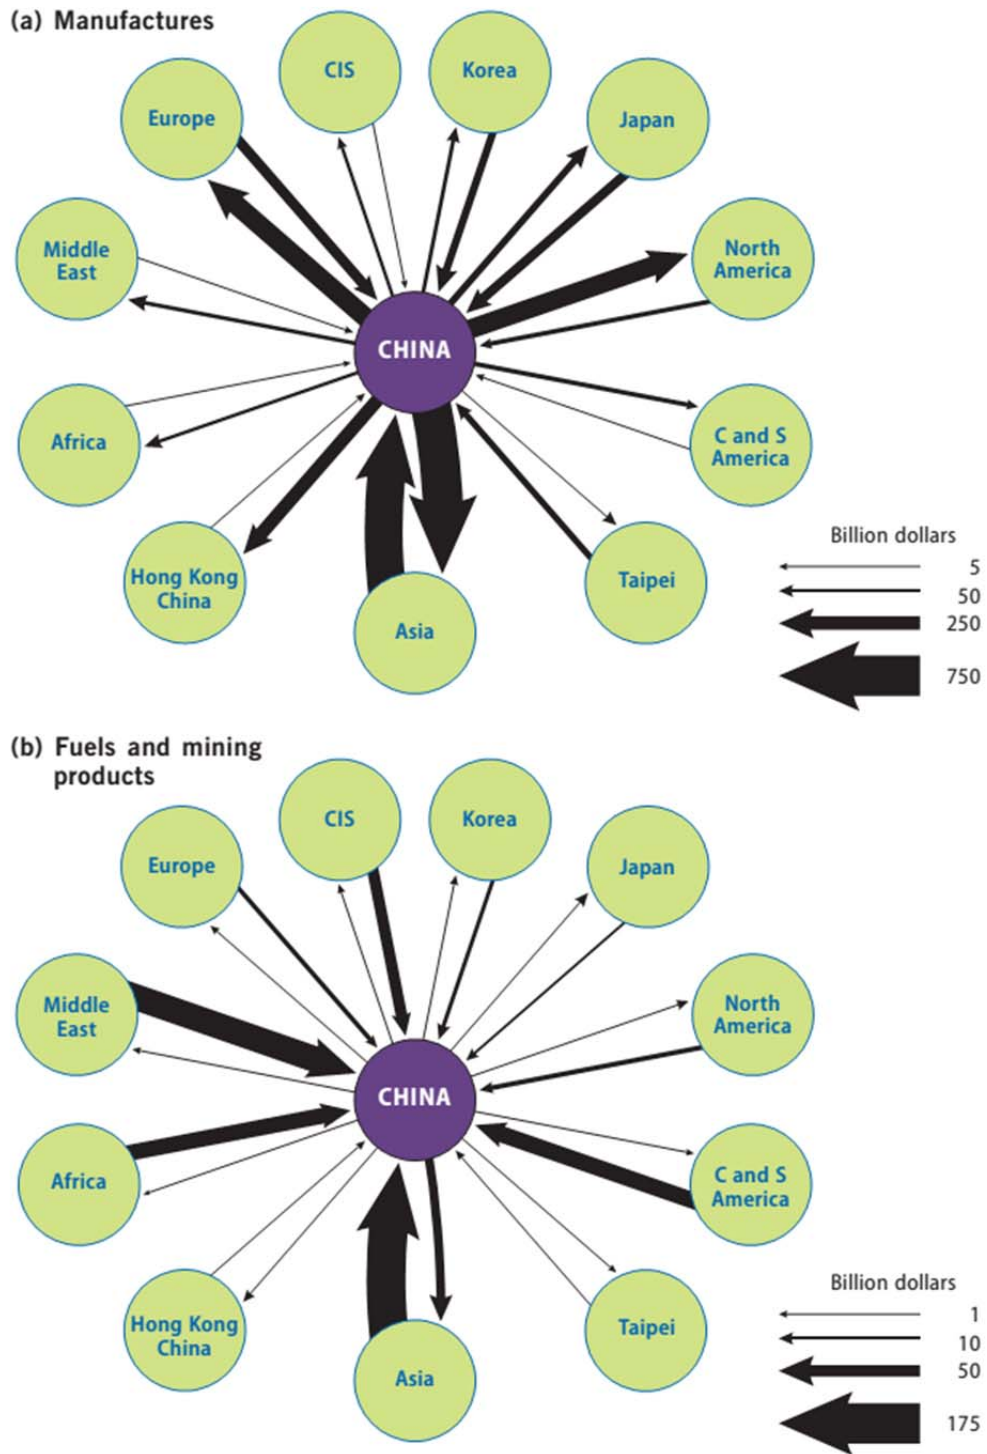 (a) Manufactures
CIS
Korea
Europe
Japan
Middle
East
North
America
CHINA
Africa
C and S
America
Hong Kong
China
Asia
Taipei
Billion dollars
5
50
250
750
(b) Fuels and mining
products
CIS
Korea
Europe
Japan
Middle
East
North
America
CHINA
Africa
C and S
America
Hong Kong
China
Asia
Taipei
Billion dollars
1
10
50
175